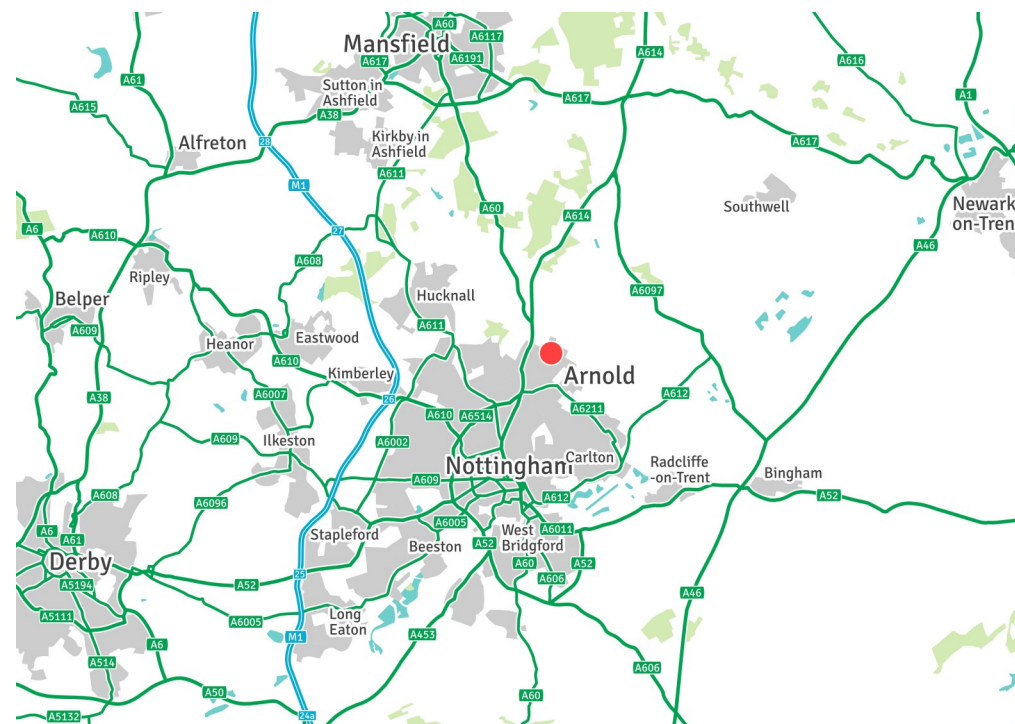 A60
A6117
Mansfield
A614
A616
A617
A6191
A61
Sutton in
Ashfield
A615
A617
A1
A38
Kirkby in
Ashfield
Alfreton
28
A617
A611
M1
Southwell
Newark
on-Tren
A60
A614
A6
A610
27
A46
A608
Ripley
A6097
Belper
Hucknall
A609
A611
Eastwood
Heanor
A610
Kimberley
Arnold
A6007
A612
A38
26
A610
A6514
A6211
Ilkeston
A609
A6002
Carlton
Nottingham
Radcliffe
-on-Trent
Bingham
A609
A608
A6096
A612
A52
A6005
A6
A6011
Stapleford
West
Bridgford
A61
Beeston
A52
Derby
A60
A52
25
A606
A5194
A52
A46
A5111
Long
Eaton
A6005
M1
A453
A6
A514
A606
A50
A60
A5132
24a